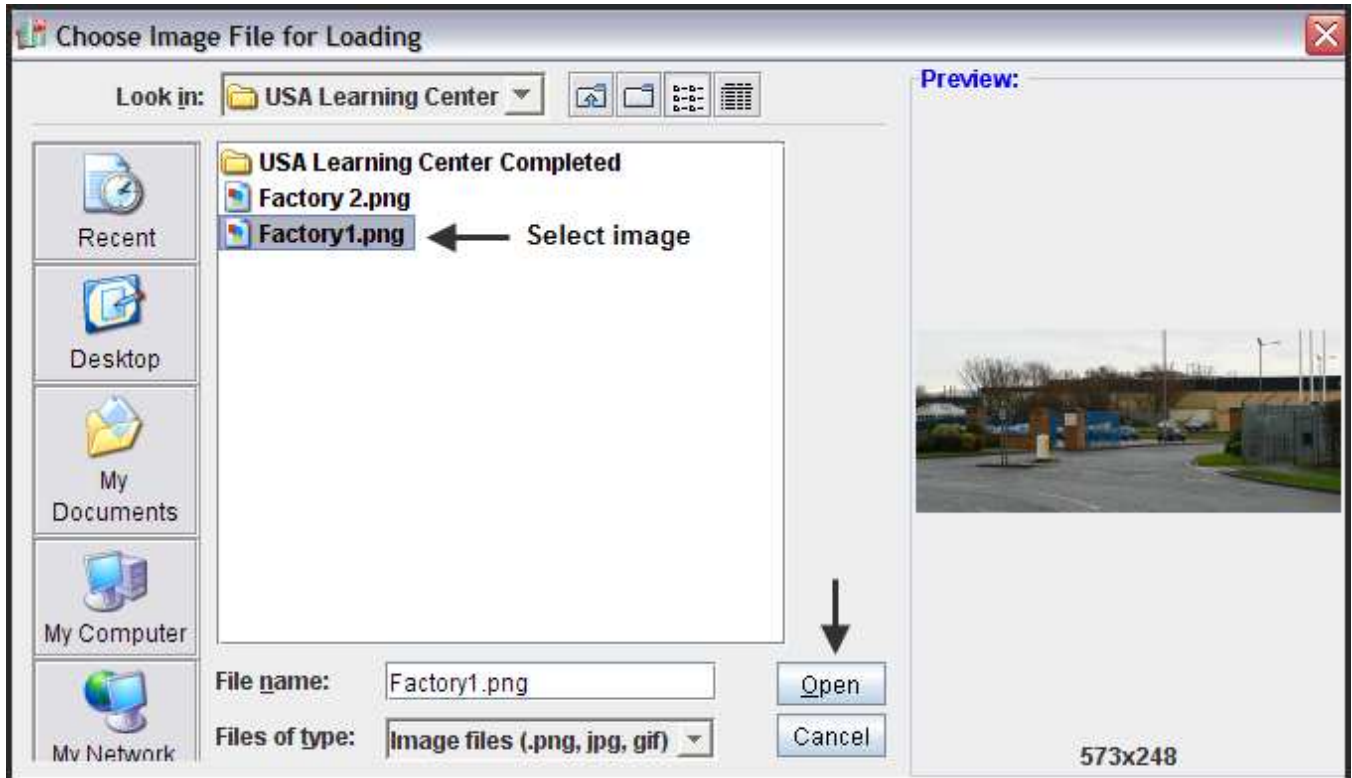 Choose Image File for Loading
Look in:
USA Learning Center
Recent
Desktop
My
Documents
My Computer
My Network
USA Learning Center Completed
Factory 2.png
Factory1.png
Select image
File name:
Factory1.png
Open
Files of type:
Image files (.png, jpg, gif)
Cancel
Preview:
573x248